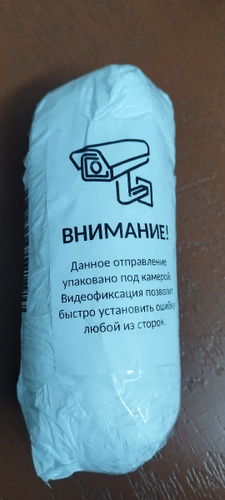 ВНИМАНИЕ!
Данное отправление
упаковано под камерой.
Видеофиксация позволит
быстро установить ошибку
любой из сторон.